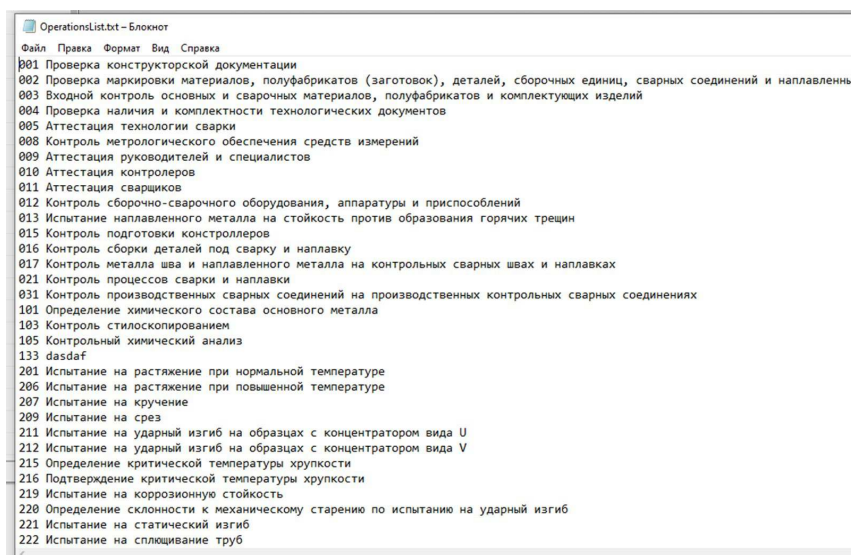 OperationsList.txt – Блокнот
Файл Правка Формат Вид Справка
001 Проверка конструкторской документации
002 Проверка маркировки материалов, полуфабрикатов (заготовок), деталей, сборочных единиц, сварных соединений и наплавленны
003 Входной контроль основных и сварочных материалов, полуфабрикатов и комплектующих изделий
004 Проверка наличия и комплектности технологических документов
005 Аттестация технологии сварки
008 Контроль метрологического обеспечения средств измерений
009 Аттестация руководителей и специалистов
010 Аттестация контролеров
011 Аттестация сварщиков
012 Контроль сборочно-сварочного оборудования, аппаратуры и приспособлений
013 Испытание наплавленного металла на стойкость против образования горячих трещин
015 Контроль подготовки констроллеров
016 Контроль сборки деталей под сварку и наплавку
017 Контроль металла шва и наплавленного металла на контрольных сварных швах и наплавках
021 Контроль процессов сварки и наплавки
031 Контроль производственных сварных соединений на производственных контрольных сварных соединениях
101 Определение химического состава основного металла
103 Контроль стилоскопированием
105 Контрольный химический анализ
133 dasdaf
201 Испытание на растяжение при нормальной температуре
206 Испытание на растяжение при повышенной температуре
207 Испытание на кручение
209 Испытание на срез
211 Испытание на ударный изгиб на образцах с концентратором вида U
212 Испытание на ударный изгиб на образцах с концентратором вида V
215 Определение критической температуры хрупкости
216 Подтверждение критической температуры хрупкости
219 Испытание на коррозионную стойкость
220 Определение склонности к механическому старению по испытанию на ударный изгиб
221 Испытание на статический изгиб
222 Испытание на сплющивание труб